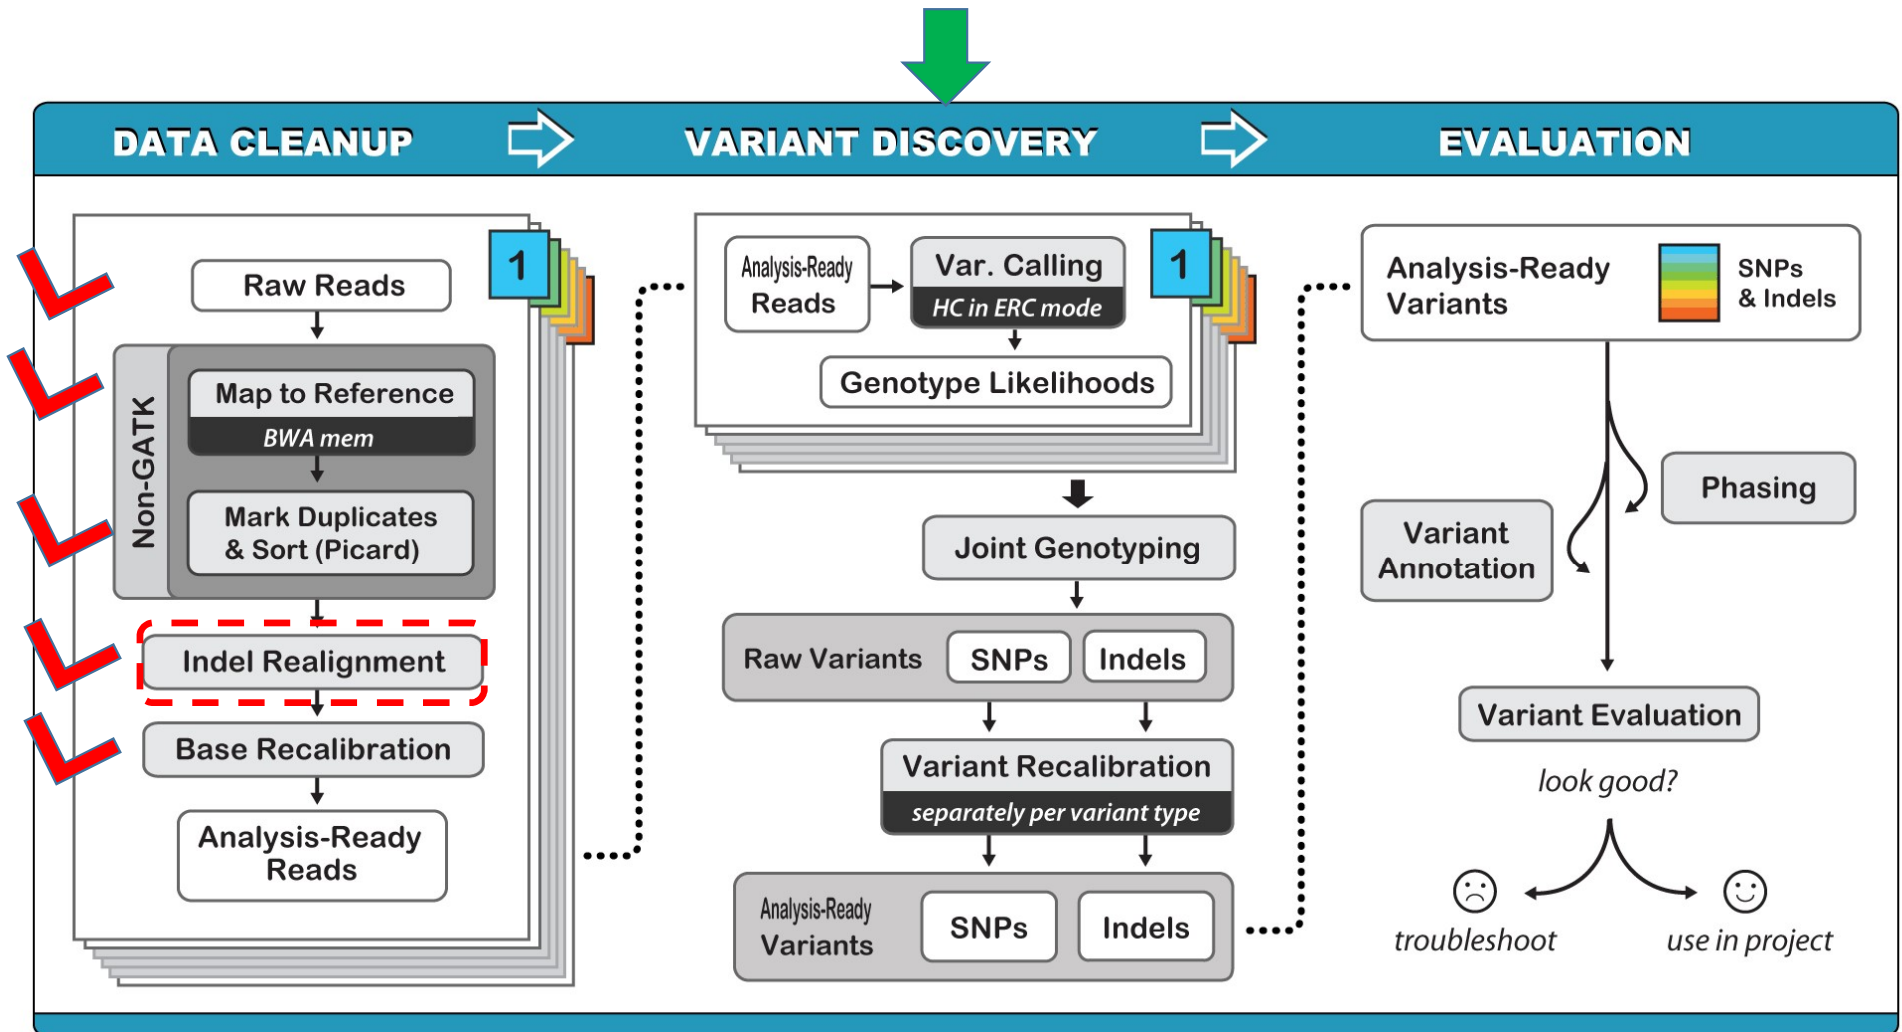 DATA CLEANUP
VARIANT DISCOVERY
EVALUATION
1
Raw Reads
Non-GATK
Map to Reference
BWA mem
Mark Duplicates
& Sort (Picard)
Indel Realignment
Base Recalibration
Analysis-Ready
Reads
Analysis-Ready
Reads
Var. Calling
HC in ERC mode
1
Genotype Likelihoods
Joint Genotyping
Raw Variants
SNPs
Indels
Variant Recalibration
separately per variant type
Analysis-Ready
Variants
SNPs
Indels
Analysis-Ready
Variants
SNPs
& Indels
Phasing
Variant
Annotation
Variant Evaluation
look good?
troubleshoot
use in project